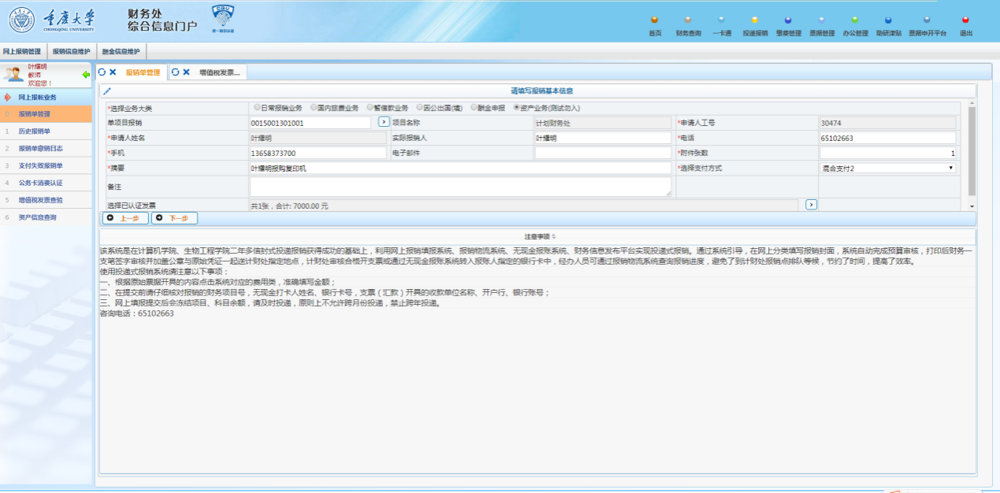 重庆大学
CHONGQING UNIVERSITY
财务处
综合信息门户
CQU
统一身份认证
首页 财务查询 一卡通 投递报销 缴费管理 票据管理 办公管理 助研津贴 票据申开平台 退出
网上报销管理 报销信息维护 酬金信息维护
叶耀明
教师
欢迎您！
网上报账业务
0 报销单管理
1 历史报销单
2 报销单撤销日志
3 支付失败报销单
4 公务卡消费认证
5 增值税发票查验
6 资产信息查询
报销单管理 增值税发票...
请填写报销基本信息
*选择业务大类 日常报销业务 国内旅费业务 暂借款业务 因公出国(境) 酬金申报 资产业务(测试勿入)
单项目报销 0015001301001 项目名称 计划财务处 *申请人工号 30474
*申请人姓名 叶耀明 实际报销人 叶耀明 *电话 65102663
*手机 13658373700 电子邮件 *附件张数 1
*摘要 叶耀明报购复印机 *选择支付方式 混合支付2
备注
选择已认证发票 共1张，合计: 7000.00 元
上一步 下一步
注意事项
该系统是在计算机学院、生物工程学院二年多信封式投递报销获得成功的基础上，利用网上报销填报系统、报销物流系统、无现金报账系统、财务信息发布平台实现投递式报销。通过系统引导，在网上分类填写报销封面，系统自动完成预算审核，打印后财务一
支笔签字审核并加盖公章与原始凭证一起送计财处指定地点，计财处审核合格开支票或通过无现金报账系统转入报账人指定的银行卡中，经办人员可通过报销物流系统查询报销进度，避免了到计财处报销点排队等候，节约了时间，提高了效率。
使用投递式报销系统请注意以下事项：
一、根据原始票据开具的内容点击系统对应的费用类，准确填写金额；
二、在提交前请仔细核对报销的财务项目号，无现金打卡人姓名、银行卡号，支票（汇款）开具的收款单位名称、开户行、银行账号；
三、网上填报提交后会冻结项目、科目余额，请及时投递，原则上不允许跨月份投递，禁止跨年投递。
咨询电话：65102663